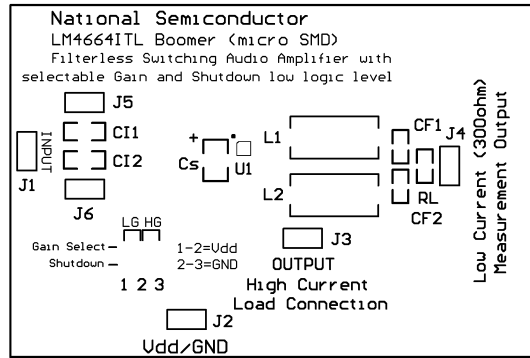 National Semiconductor
LM4664ITL Boomer (micro SMD)
Filterless Switching Audio Amplifier with
selectable Gain and Shutdown low logic level
J5
CI1
INPUT
J1
CI2
J6
+
Cs
U1
L1
L2
CF1
J4
RL
CF2
Low Current (300ohm)
Measurement Output
LG HG
Gain Select
1-2=Vdd
Shutdown
2-3=GND
1 2 3
J3
OUTPUT
High Current
Load Connection
J2
Vdd/GND